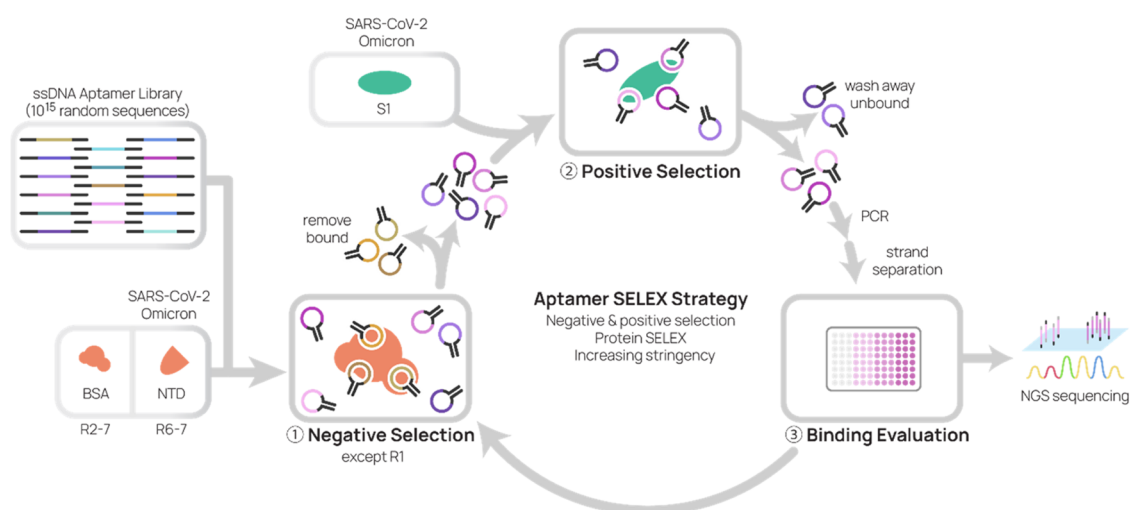 ssDNA Aptamer Library
(10¹⁵ random sequences)
SARS-CoV-2
Omicron
S1
② Positive Selection
wash away
unbound
PCR
strand
separation
remove
bound
SARS-CoV-2
Omicron
BSA
NTD
R2-7
R6-7
① Negative Selection
except R1
Aptamer SELEX Strategy
Negative & positive selection
Protein SELEX
Increasing stringency
③ Binding Evaluation
NGS sequencing